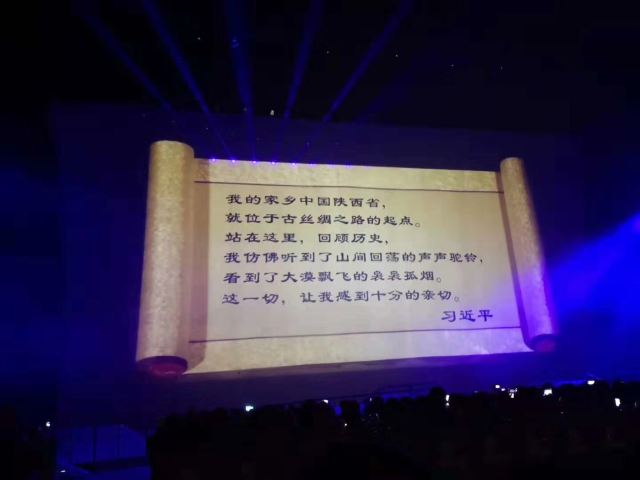 我的家乡中国陕西省，
就位于古丝绸之路的起点。
站在这里，回顾历史，
我仿佛听到了山间回荡的声声驼铃，
看到了大漠飘飞的袅袅孤烟。
这一切，让我感到十分的亲切。
习近平